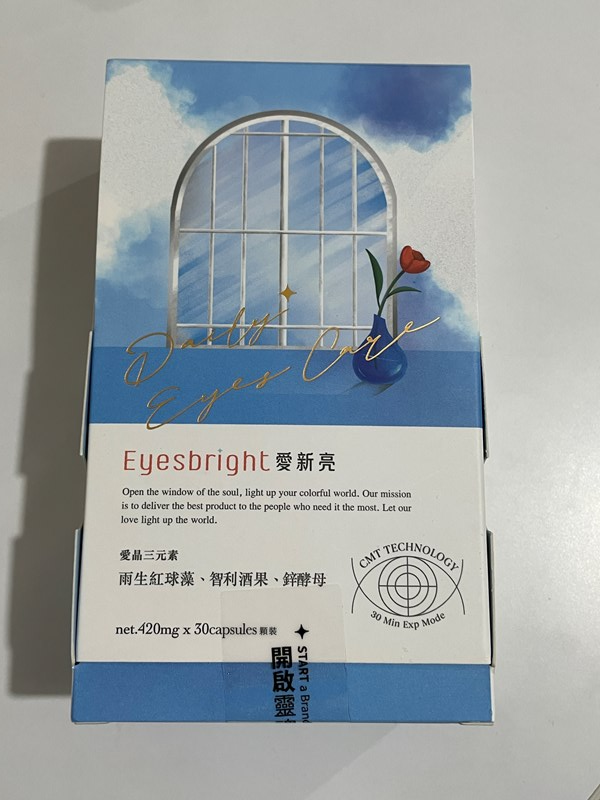 Daily
Eyes Care
Eyesbright 愛新亮
Open the window of the soul, light up your colorful world. Our mission
is to deliver the best product to the people who need it the most. Let our
love light up the world.
愛晶三元素
雨生紅球藻、智利酒果、鋅酵母
CMT TECHNOLOGY
30 Min Exp Mode
net.420mg x 30capsules 顆裝
START a Brand
開啟靈